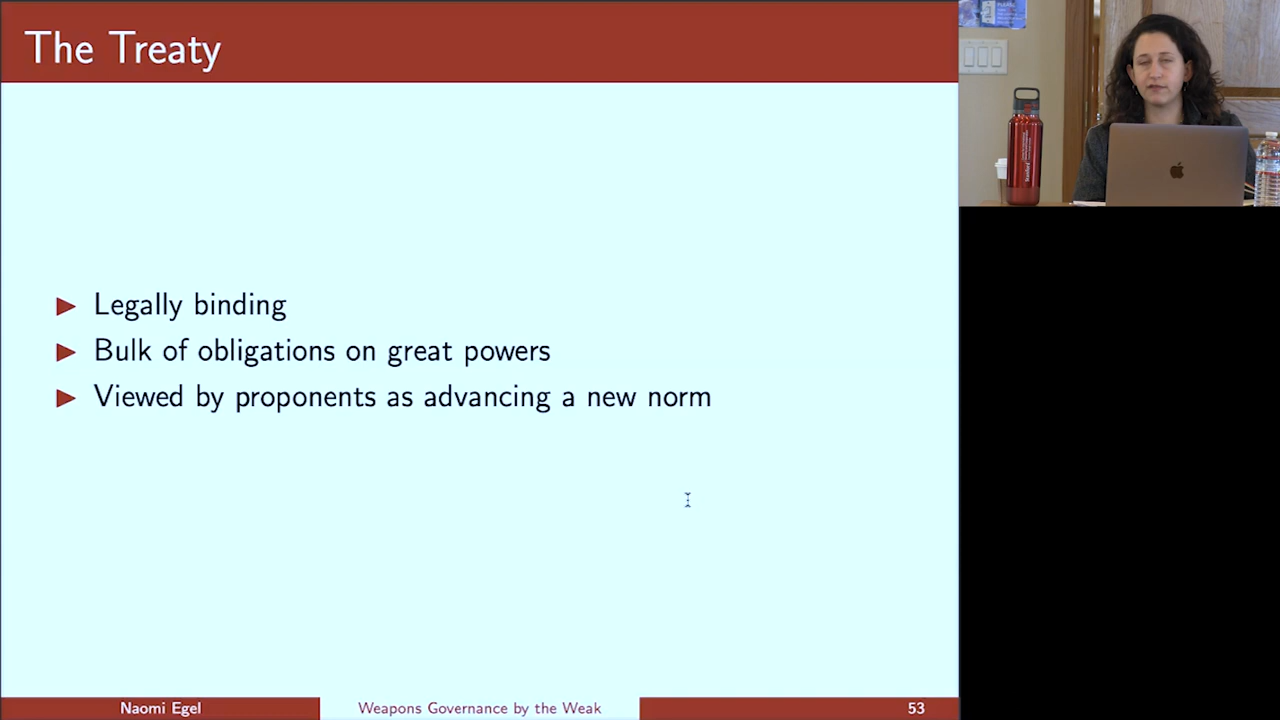 The Treaty
Legally binding
Bulk of obligations on great powers
Viewed by proponents as advancing a new norm
Naomi Egel
Weapons Governance by the Weak
53